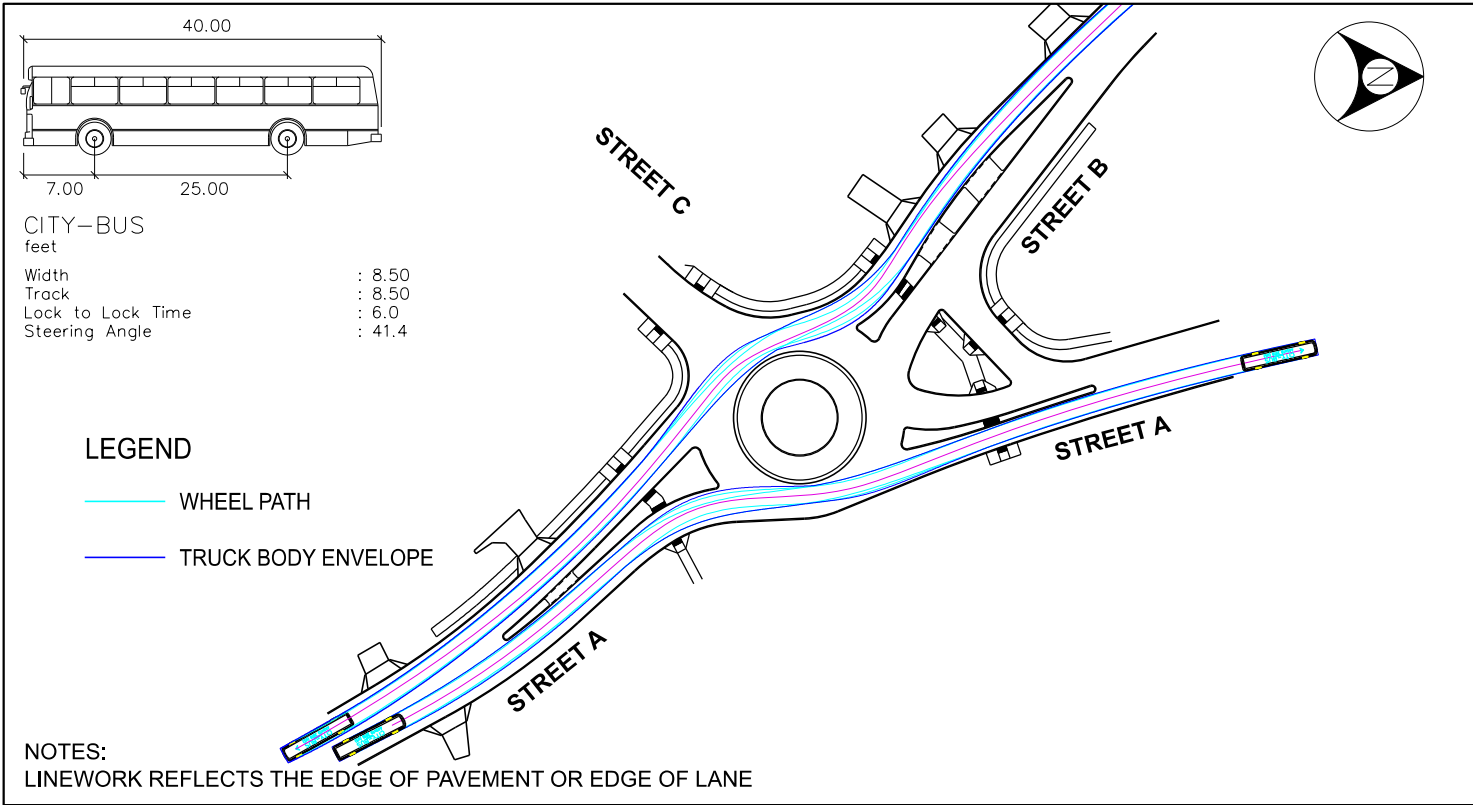 40.00
7.00
25.00
CITY-BUS
feet
Width : 8.50
Track : 8.50
Lock to Lock Time : 6.0
Steering Angle : 41.4
LEGEND
WHEEL PATH
TRUCK BODY ENVELOPE
STREET C
STREET B
STREET A
STREET A
N
NOTES:
LINEWORK REFLECTS THE EDGE OF PAVEMENT OR EDGE OF LANE